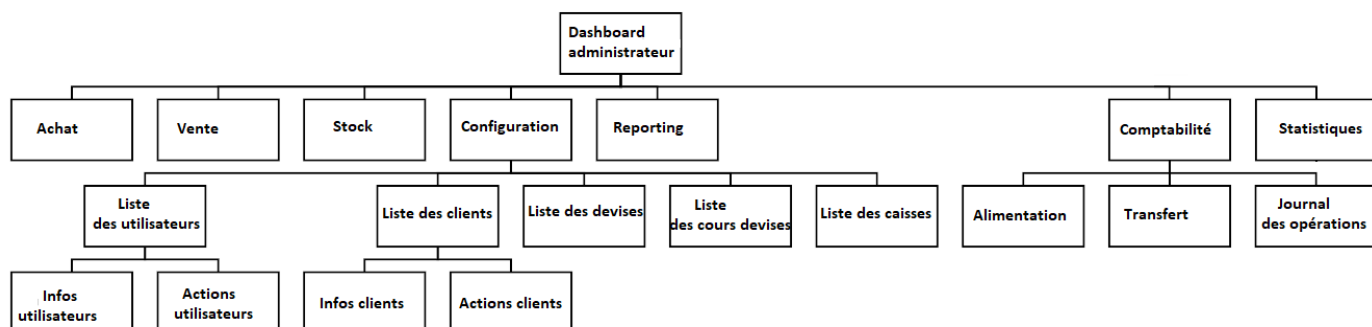 Dashboard
administrateur
Achat
Vente
Stock
Configuration
Reporting
Comptabilité
Statistiques
Liste
des utilisateurs
Liste des clients
Liste des devises
Liste
des cours devises
Liste des caisses
Alimentation
Transfert
Journal
des opérations
Infos
utilisateurs
Actions
utilisateurs
Infos clients
Actions clients